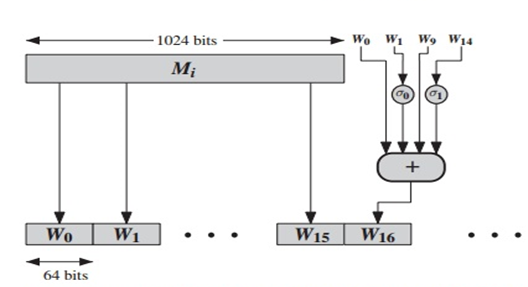 1024 bits W₀ W₁ W₉ W₁₄
Mᵢ
σ₀ σ₁
+
W₀ W₁ • • • W₁₅ W₁₆ • • •
64 bits